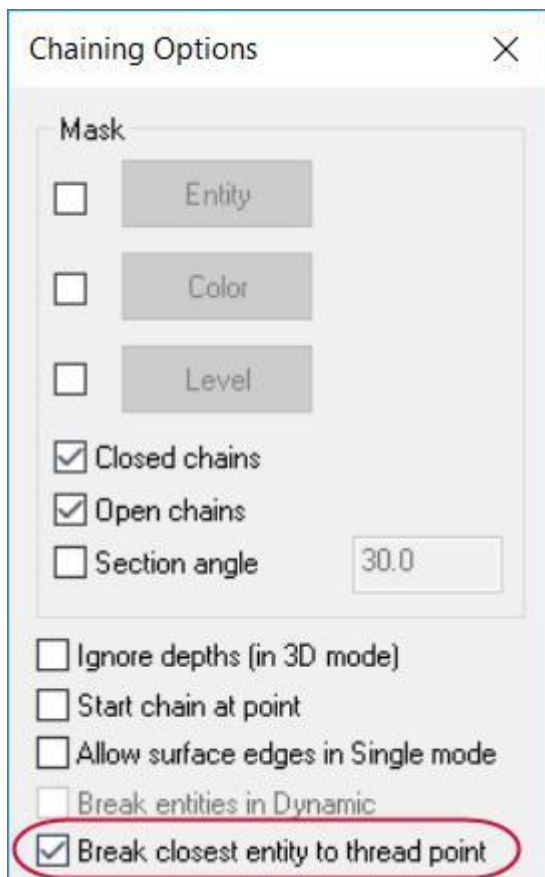 Chaining Options
Mask
Entity
Color
Level
Closed chains
Open chains
Section angle 30.0
Ignore depths (in 3D mode)
Start chain at point
Allow surface edges in Single mode
Break entities in Dynamic
Break closest entity to thread point